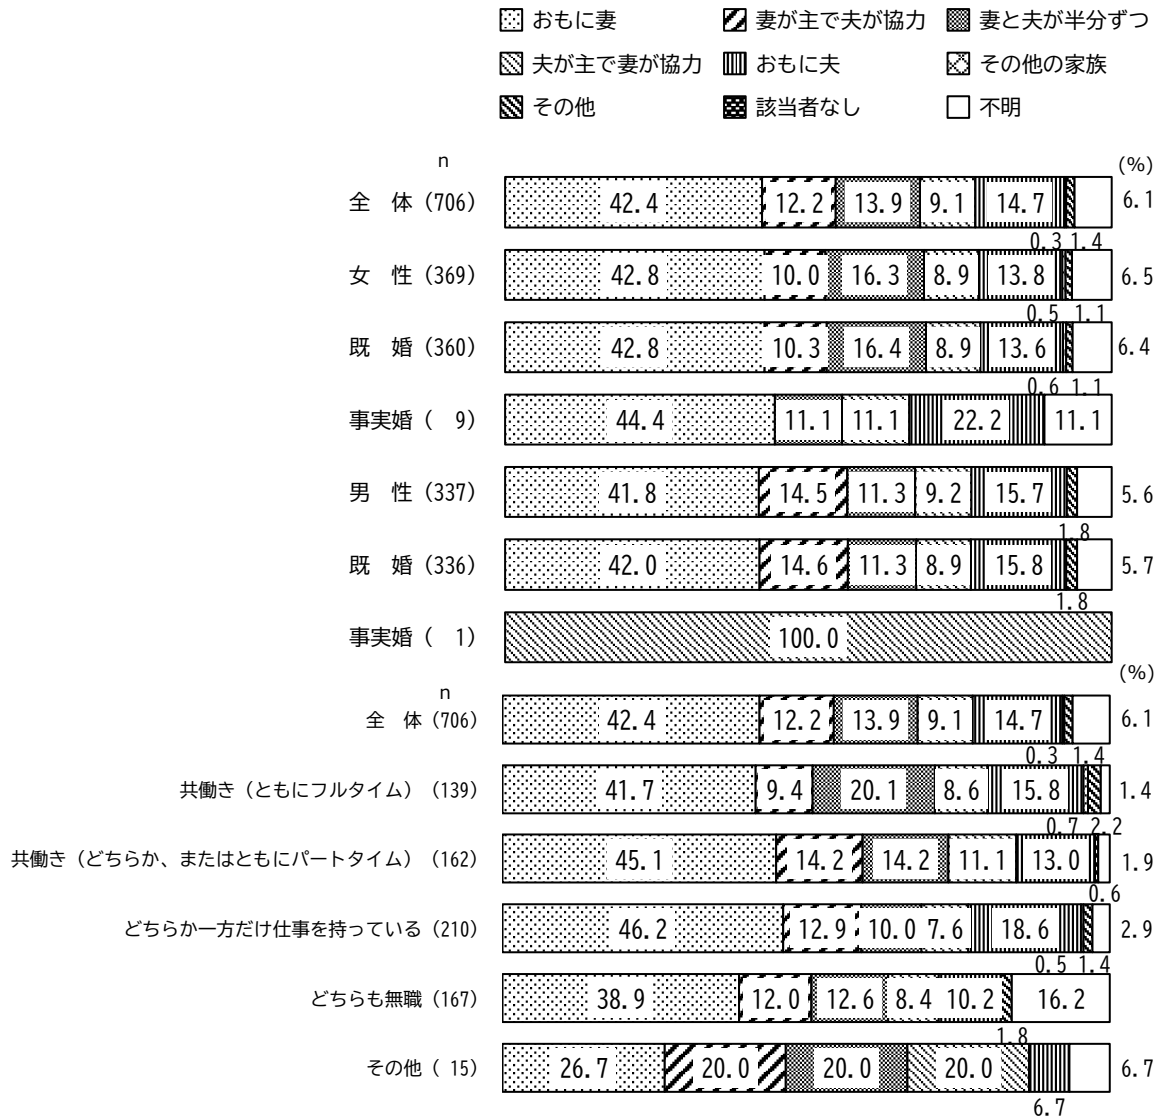 おもに妻 妻が主で夫が協力 妻と夫が半分ずつ
夫が主で妻が協力 おもに夫 その他の家族
その他 該当者なし 不明
n (%)
全 体 (706) 42.4 12.2 13.9 9.1 14.7 6.1
0.3 1.4
女 性 (369) 42.8 10.0 16.3 8.9 13.8 6.5
0.5 1.1
既 婚 (360) 42.8 10.3 16.4 8.9 13.6 6.4
0.6 1.1
事実婚 ( 9) 44.4 11.1 11.1 22.2 11.1
男 性 (337) 41.8 14.5 11.3 9.2 15.7 5.6
1.8
既 婚 (336) 42.0 14.6 11.3 8.9 15.8 5.7
1.8
事実婚 ( 1) 100.0
n (%)
全 体 (706) 42.4 12.2 13.9 9.1 14.7 6.1
0.3 1.4
共働き(ともにフルタイム) (139) 41.7 9.4 20.1 8.6 15.8 1.4
0.7 2.2
共働き(どちらか、またはともにパートタイム) (162) 45.1 14.2 14.2 11.1 13.0 1.9
0.6
どちらか一方だけ仕事を持っている (210) 46.2 12.9 10.0 7.6 18.6 2.9
0.5 1.4
どちらも無職 (167) 38.9 12.0 12.6 8.4 10.2 16.2
1.8
その他 ( 15) 26.7 20.0 20.0 20.0 6.7
6.7